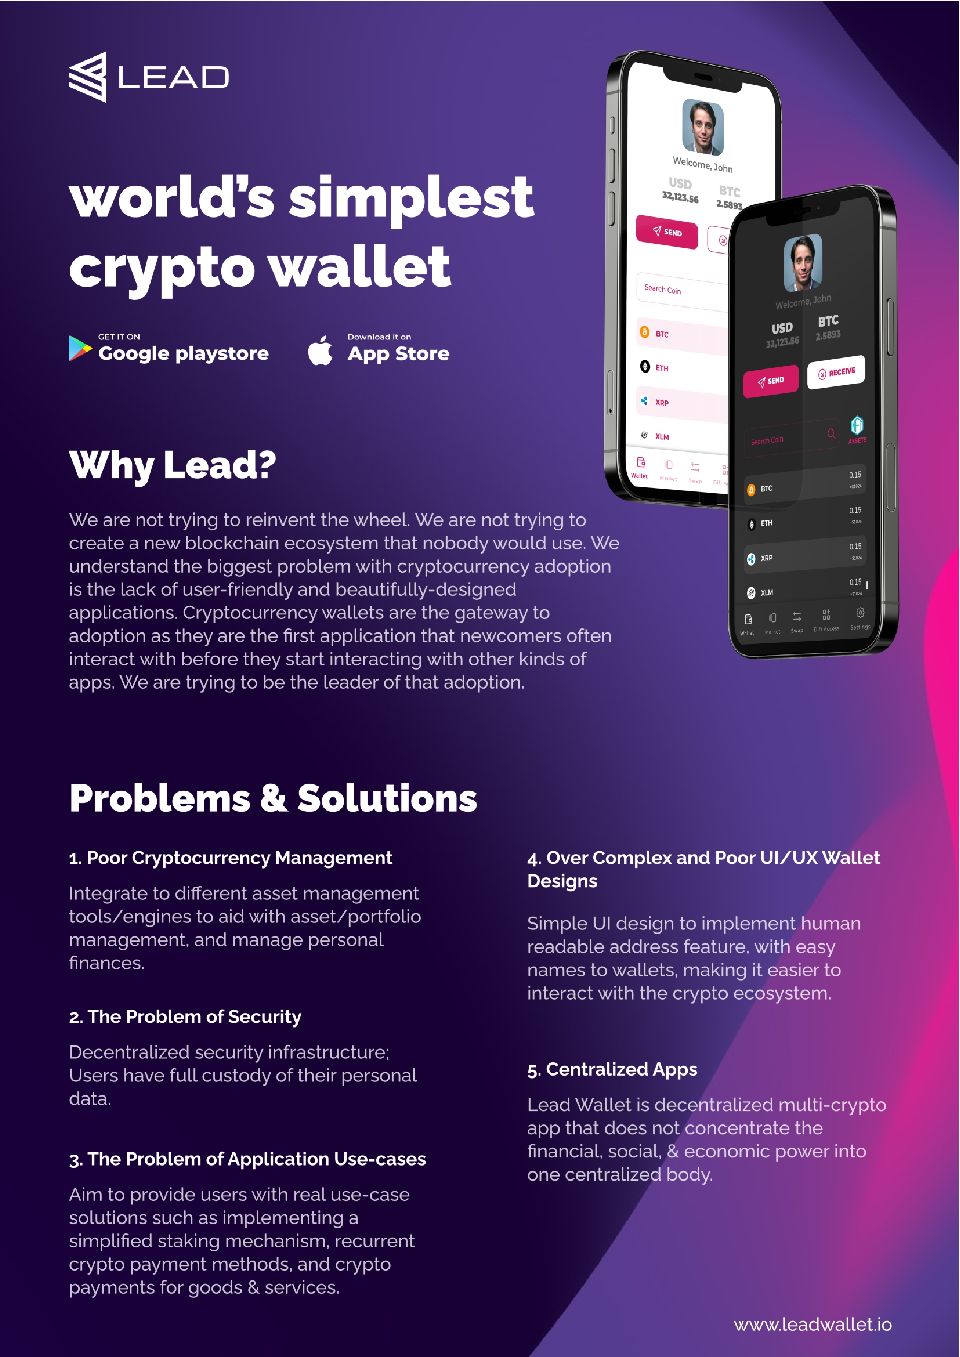 LEAD
world's simplest
crypto wallet
GET IT ON
Google playstore
Download it on
App Store
Welcome, John
USD
BTC
32,123.56
2.5893
SEND
Search Coin
BTC
ETH
XRP
XLM
Wallet
Swap
Welcome, John
USD
BTC
32,123.56
2.5893
SEND
RECEIVE
Search Coin
ASSETS
BTC
0.15
ETH
0.15
XRP
0.15
XLM
0.15
Wallet
Swap
Settings
Why Lead?
We are not trying to reinvent the wheel. We are not trying to
create a new blockchain ecosystem that nobody would use. We
understand the biggest problem with cryptocurrency adoption
is the lack of user-friendly and beautifully-designed
applications. Cryptocurrency wallets are the gateway to
adoption as they are the first application that newcomers often
interact with before they start interacting with other kinds of
apps. We are trying to be the leader of that adoption.
Problems & Solutions
1. Poor Cryptocurrency Management
Integrate to different asset management
tools/engines to aid with asset/portfolio
management, and manage personal
finances.
2. The Problem of Security
Decentralized security infrastructure;
Users have full custody of their personal
data.
3. The Problem of Application Use-cases
Aim to provide users with real use-case
solutions such as implementing a
simplified staking mechanism, recurrent
crypto payment methods, and crypto
payments for goods & services.
4. Over Complex and Poor UI/UX Wallet
Designs
Simple UI design to implement human
readable address feature, with easy
names to wallets, making it easier to
interact with the crypto ecosystem.
5. Centralized Apps
Lead Wallet is decentralized multi-crypto
app that does not concentrate the
financial, social, & economic power into
one centralized body.
www.leadwallet.io